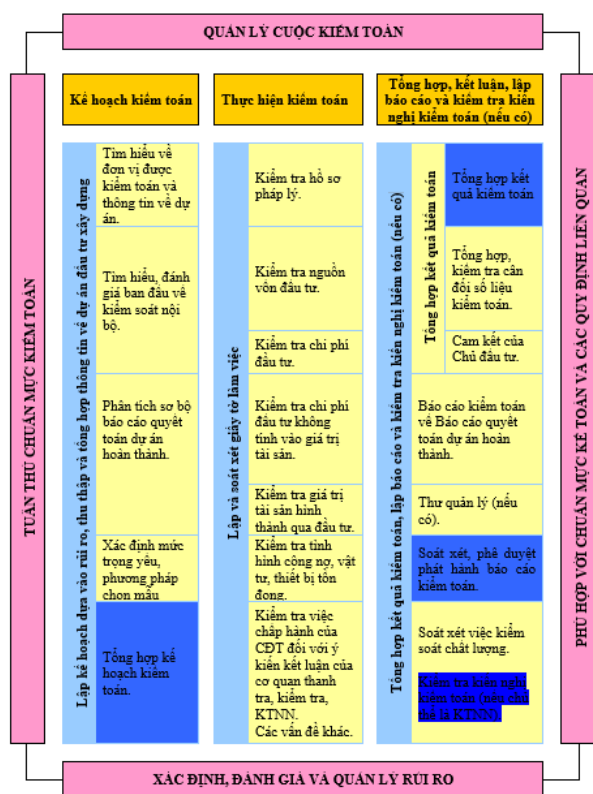 QUẢN LÝ CUỘC KIỂM TOÁN
TUÂN THỦ CHUẨN MỰC KIỂM TOÁN
Kế hoạch kiểm toán
Lập kế hoạch dựa vào rủi ro, thu thập và tổng hợp thông tin về dự án đầu tư xây dựng
Tìm hiểu về
đơn vị được
kiểm toán và
thông tin về dự
án.
Tìm hiểu, đánh
giá ban đầu về
kiểm soát nội
bộ.
Phân tích sơ bộ
báo cáo quyết
toán dự án
hoàn thành.
Xác định mức
trọng yếu,
phương pháp
chọn mẫu
Tổng hợp kế
hoạch kiểm
toán.
Thực hiện kiểm toán
Lập và soát xét giấy tờ làm việc
Kiểm tra hồ sơ
pháp lý.
Kiểm tra nguồn
vốn đầu tư.
Kiểm tra chi phí
đầu tư.
Kiểm tra chi phí
đầu tư không
tính vào giá trị
tài sản.
Kiểm tra giá trị
tài sản hình
thành qua đầu tư.
Kiểm tra tình
hình công nợ, vật
tư, thiết bị tồn
đọng.
Kiểm tra việc
chấp hành của
CĐT đối với ý
kiến kết luận của
cơ quan thanh
tra, kiểm tra,
KTNN.
Các vấn đề khác.
Tổng hợp, kết luận, lập
báo cáo và kiểm tra kiến
nghị kiểm toán (nếu có)
Tổng hợp kết quả kiểm toán, lập báo cáo và kiểm tra kiến nghị kiểm toán (nếu có)
Tổng hợp kết quả kiểm toán
Tổng hợp kết
quả kiểm toán
Tổng hợp,
kiểm tra cân
đối số liệu
kiểm toán.
Cam kết của
Chủ đầu tư.
Báo cáo kiểm toán
về Báo cáo quyết
toán dự án hoàn
thành.
Thư quản lý (nếu
có).
Soát xét, phê duyệt
phát hành báo cáo
kiểm toán.
Soát xét việc kiểm
soát chất lượng.
Kiểm tra kiến nghị
kiểm toán (nếu chủ
thể là KTNN).
PHÙ HỢP VỚI CHUẨN MỰC KẾ TOÁN VÀ CÁC QUY ĐỊNH LIÊN QUAN
XÁC ĐỊNH, ĐÁNH GIÁ VÀ QUẢN LÝ RỦI RO